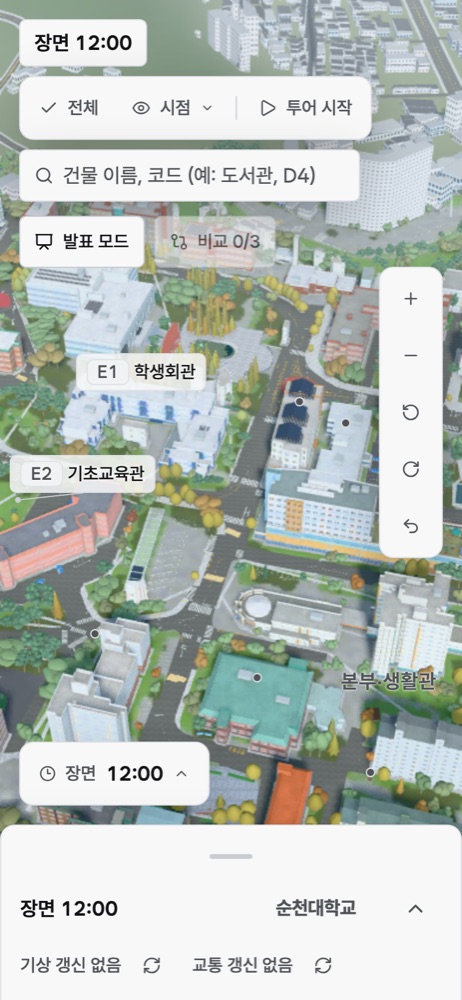 장면 12:00
전체 시점 투어 시작
건물 이름, 코드 (예: 도서관, D4)
발표 모드 비교 0/3
E1 학생회관
E2 기초교육관
본부·생활관
장면 12:00
장면 12:00 순천대학교
기상 갱신 없음 교통 갱신 없음